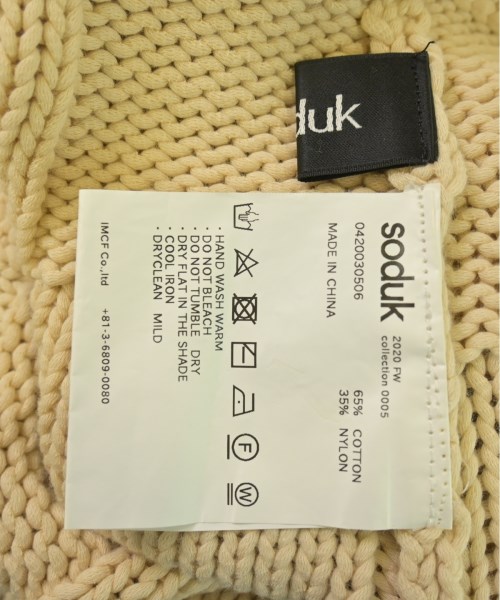 duk
soduk
2020 FW
collection 0005
0420030506
MADE IN CHINA
65% COTTON
35% NYLON
F
W
· HAND WASH WARM
· DO NOT BLEACH
· DO NOT TUMBLE DRY
· DRY FLAT IN THE SHADE
· COOL IRON
· DRYCLEAN MILD
IMCF Co.,ltd +81-3-6809-0080